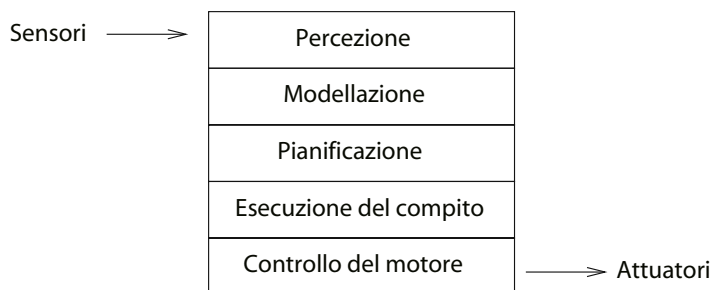 Sensori
Percezione
Modellazione
Pianificazione
Esecuzione del compito
Controllo del motore
Attuatori